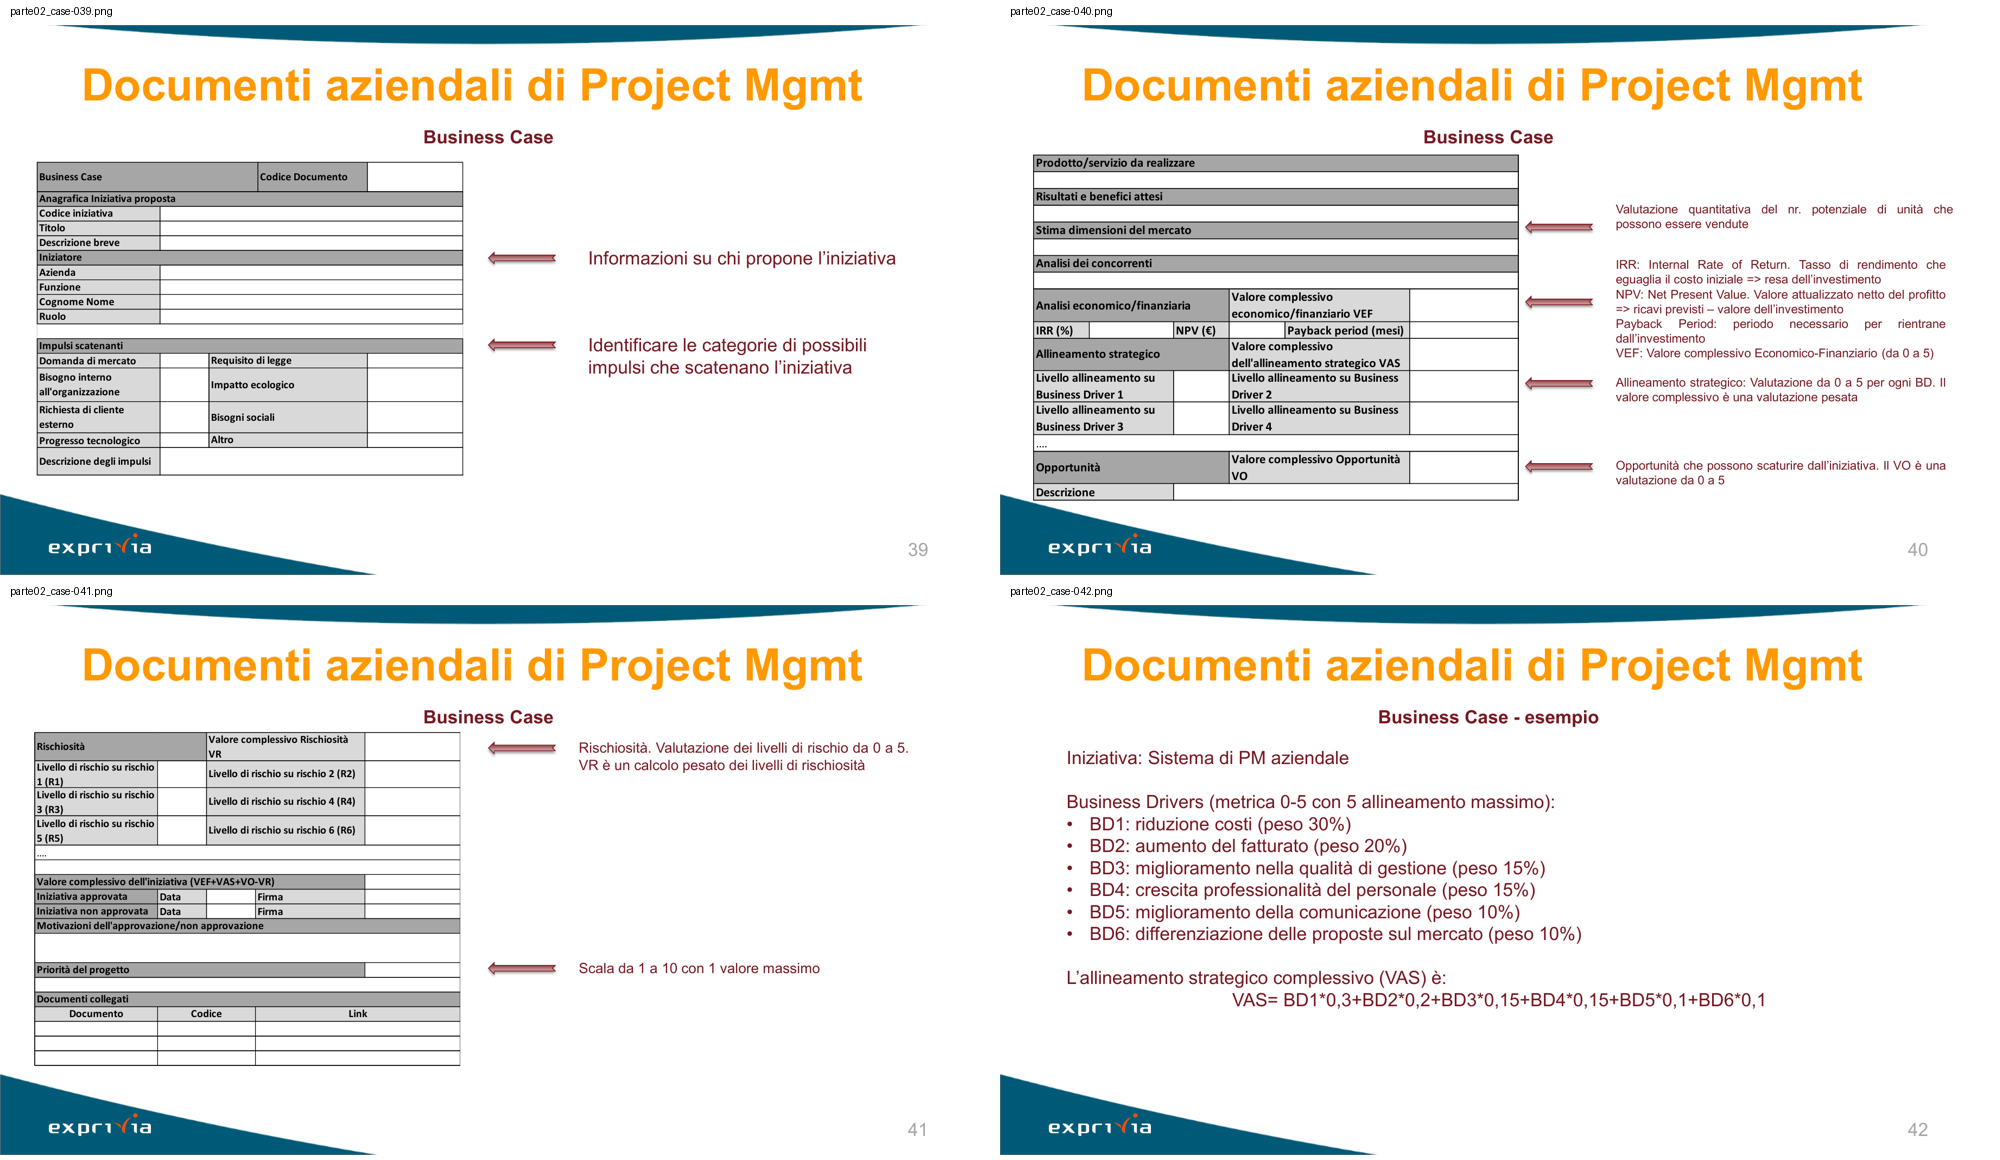 parte02_case-039.png
Documenti aziendali di Project Mgmt
Business Case
Business Case Codice Documento
Anagrafica Iniziativa proposta
Codice iniziativa
Titolo
Descrizione breve
Iniziatore
Azienda
Funzione
Cognome Nome
Ruolo
Impulsi scatenanti
Domanda di mercato Requisito di legge
Bisogno interno
all'organizzazione
Impatto ecologico
Richiesta di cliente
esterno
Bisogni sociali
Progresso tecnologico Altro
Descrizione degli impulsi
Informazioni su chi propone l’iniziativa
Identificare le categorie di possibili
impulsi che scatenano l’iniziativa
exprivia
39
parte02_case-040.png
Documenti aziendali di Project Mgmt
Business Case
Prodotto/servizio da realizzare
Risultati e benefici attesi
Stima dimensioni del mercato
Analisi dei concorrenti
Analisi economico/finanziaria
Valore complessivo
economico/finanziario VEF
IRR (%) NPV (€) Payback period (mesi)
Allineamento strategico
Valore complessivo
dell'allineamento strategico VAS
Livello allineamento su
Business Driver 1
Livello allineamento su Business
Driver 2
Livello allineamento su
Business Driver 3
Livello allineamento su Business
Driver 4
....
Opportunità
Valore complessivo Opportunità
VO
Descrizione
Valutazione quantitativa del nr. potenziale di unità che
possono essere vendute
IRR: Internal Rate of Return. Tasso di rendimento che
eguaglia il costo iniziale => resa dell’investimento
NPV: Net Present Value. Valore attualizzato netto del profitto
=> ricavi previsti – valore dell’investimento
Payback Period: periodo necessario per rientrane
dall’investimento
VEF: Valore complessivo Economico-Finanziario (da 0 a 5)
Allineamento strategico: Valutazione da 0 a 5 per ogni BD. Il
valore complessivo è una valutazione pesata
Opportunità che possono scaturire dall’iniziativa. Il VO è una
valutazione da 0 a 5
exprivia
40
parte02_case-041.png
Documenti aziendali di Project Mgmt
Business Case
Rischiosità
Valore complessivo Rischiosità
VR
Livello di rischio su rischio
1 (R1)
Livello di rischio su rischio 2 (R2)
Livello di rischio su rischio
3 (R3)
Livello di rischio su rischio 4 (R4)
Livello di rischio su rischio
5 (R5)
Livello di rischio su rischio 6 (R6)
....
Valore complessivo dell'iniziativa (VEF+VAS+VO-VR)
Iniziativa approvata Data Firma
Iniziativa non approvata Data Firma
Motivazioni dell'approvazione/non approvazione
Priorità del progetto
Documenti collegati
Documento Codice Link
Rischiosità. Valutazione dei livelli di rischio da 0 a 5.
VR è un calcolo pesato dei livelli di rischiosità
Scala da 1 a 10 con 1 valore massimo
exprivia
41
parte02_case-042.png
Documenti aziendali di Project Mgmt
Business Case - esempio
Iniziativa: Sistema di PM aziendale
Business Drivers (metrica 0-5 con 5 allineamento massimo):
• BD1: riduzione costi (peso 30%)
• BD2: aumento del fatturato (peso 20%)
• BD3: miglioramento nella qualità di gestione (peso 15%)
• BD4: crescita professionalità del personale (peso 15%)
• BD5: miglioramento della comunicazione (peso 10%)
• BD6: differenziazione delle proposte sul mercato (peso 10%)
L’allineamento strategico complessivo (VAS) è:
VAS= BD1*0,3+BD2*0,2+BD3*0,15+BD4*0,15+BD5*0,1+BD6*0,1
exprivia
42